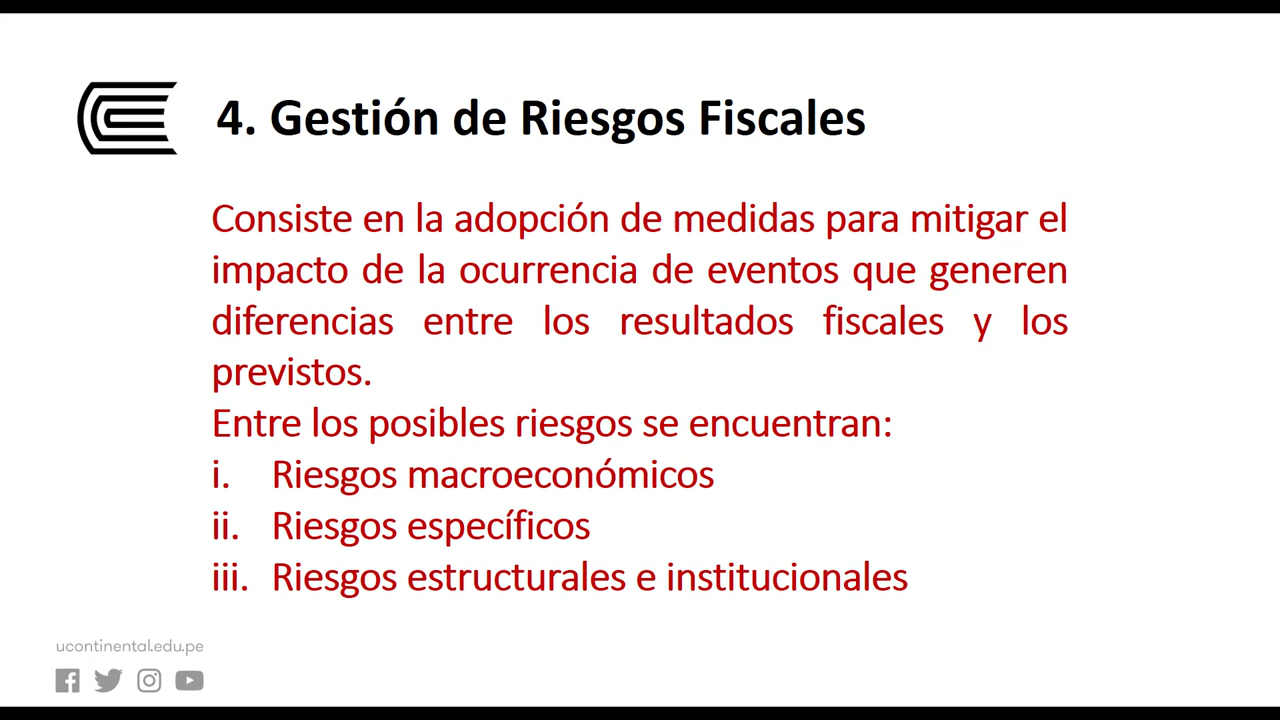 4. Gestión de Riesgos Fiscales
Consiste en la adopción de medidas para mitigar el
impacto de la ocurrencia de eventos que generen
diferencias entre los resultados fiscales y los
previstos.
Entre los posibles riesgos se encuentran:
i. Riesgos macroeconómicos
ii. Riesgos específicos
iii. Riesgos estructurales e institucionales
ucontinental.edu.pe